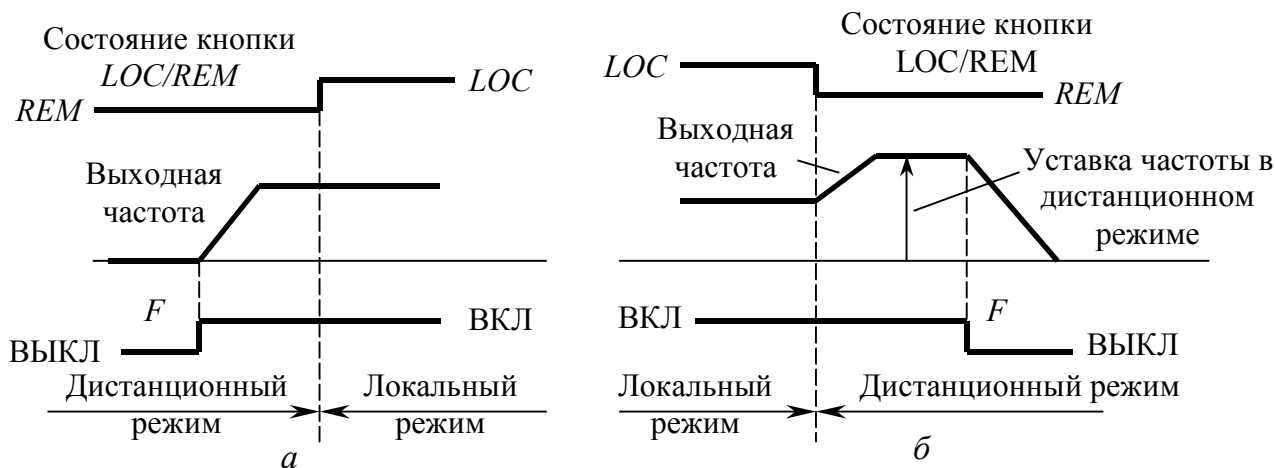 Состояние кнопки
LOC/REM
LOC
REM
Выходная
частота
F
ВКЛ
ВЫКЛ
Дистанционный
режим
Локальный
режим
а
Состояние кнопки
LOC/REM
LOC
REM
Выходная
частота
Уставка частоты в
дистанционном
режиме
ВКЛ
F
ВЫКЛ
Локальный
режим
Дистанционный режим
б